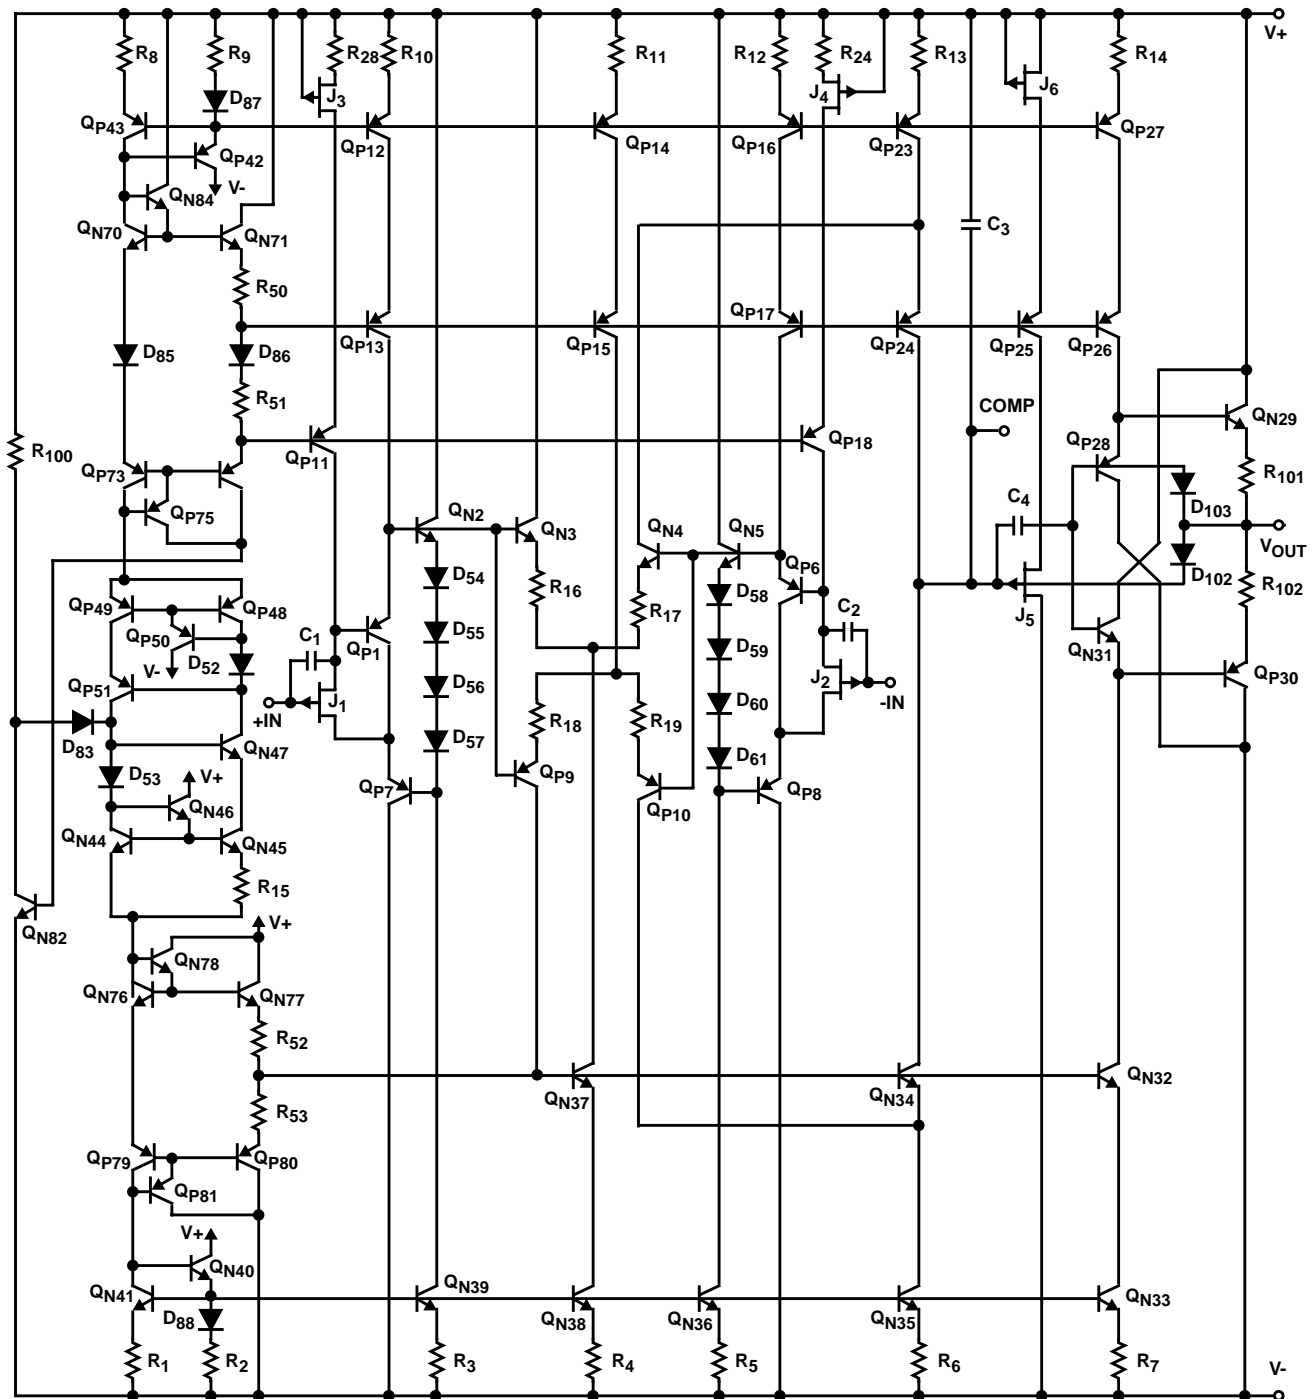 V+
R8
R9
R28
R10
R11
R12
R24
R13
R14
D87
J3
J4
J6
QP43
QP42
V-
QP12
QP14
QP16
QP23
QP27
QN84
QN70
QN71
C3
R50
QP17
QP13
QP15
QP24
QP25
QP26
D85
D86
R51
COMP
QN29
R100
QP73
QP11
QP18
QP28
R101
QP75
QN2
QN3
QN4
QN5
C4
D103
VOUT
QP49
QP48
D54
R16
R17
QP6
D58
D102
R102
J5
QP50
V-
D52
D55
C1
QP1
C2
D59
QN31
QP51
D56
J1
J2
D60
QP30
+IN
-IN
D83
QN47
D57
R18
R19
D61
D53
V+
QN46
QP7
QP9
QP10
QP8
QN44
QN45
R15
QN82
V+
QN78
QN76
QN77
R52
R53
QN37
QN34
QN32
QP79
QP80
QP81
V+
QN40
QN41
QN39
QN38
QN36
QN35
QN33
D88
R1
R2
R3
R4
R5
R6
R7
V-